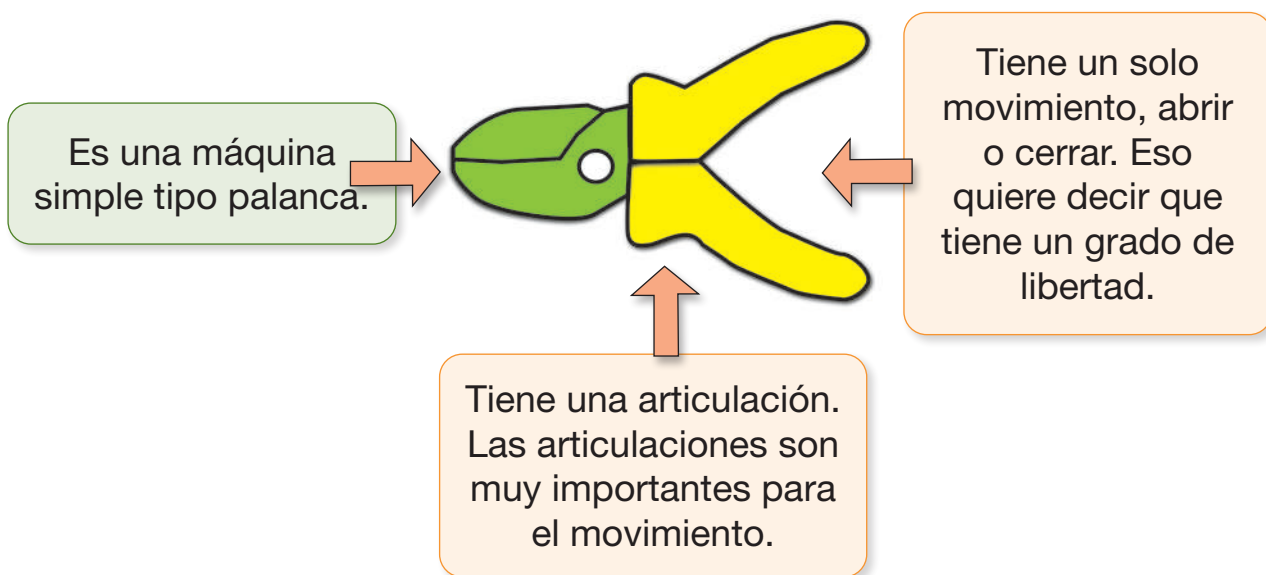 Es una máquina
simple tipo palanca.
Tiene un solo
movimiento, abrir
o cerrar. Eso
quiere decir que
tiene un grado de
libertad.
Tiene una articulación.
Las articulaciones son
muy importantes para
el movimiento.